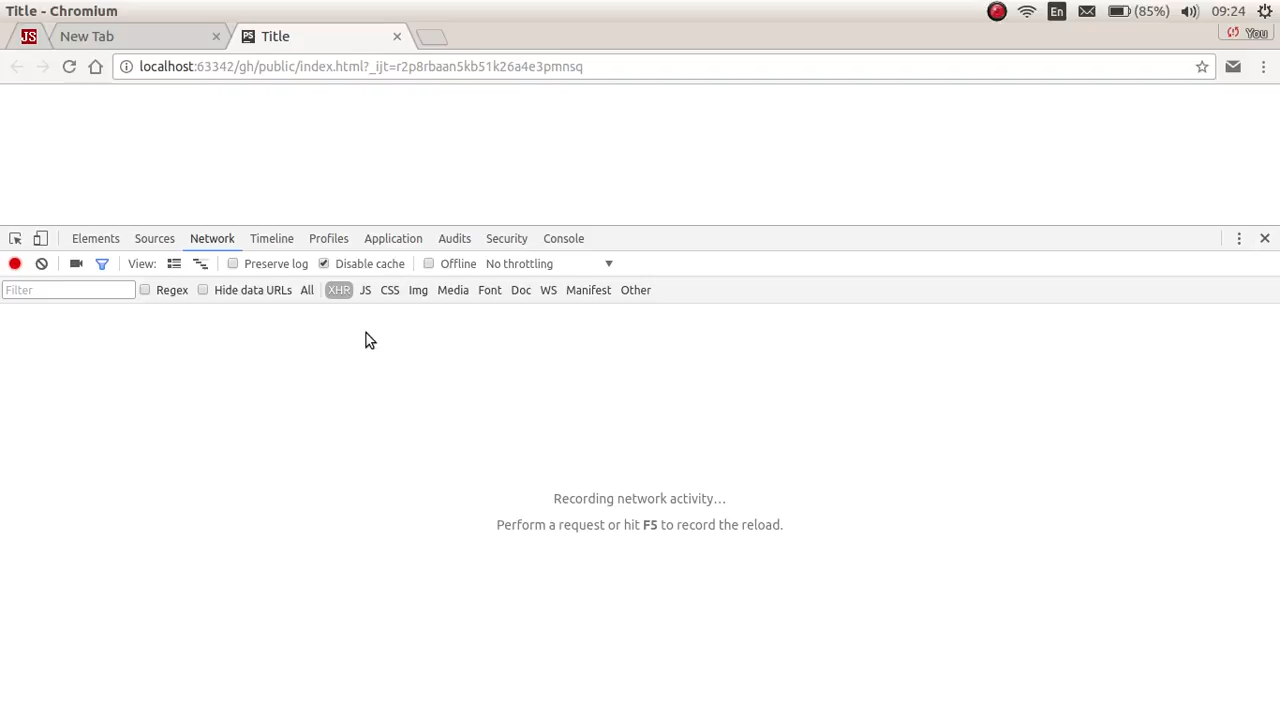 Title - Chromium
En
(85%)
09:24
JS
New Tab
PS
Title
You
localhost:63342/gh/public/index.html?_ijt=r2p8rbaan5kb51k26a4e3pmnsq
Elements Sources Network Timeline Profiles Application Audits Security Console
View: Preserve log Disable cache Offline No throttling
Filter Regex Hide data URLs All XHR JS CSS Img Media Font Doc WS Manifest Other
Recording network activity…
Perform a request or hit F5 to record the reload.